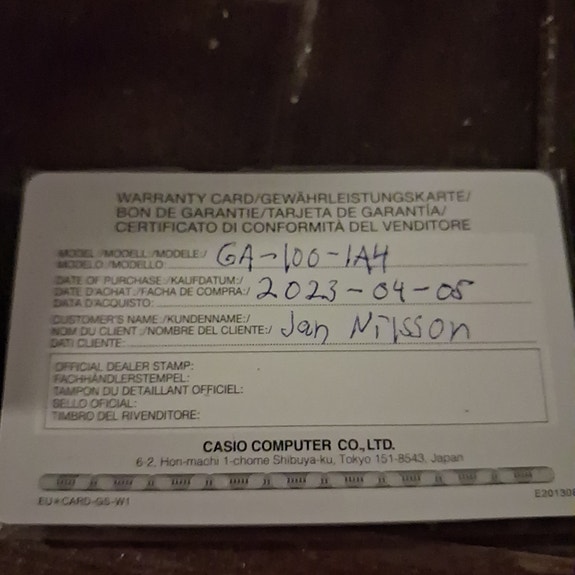 WARRANTY CARD/GEWÄHRLEISTUNGSKARTE/
BON DE GARANTIE/TARJETA DE GARANTÍA/
CERTIFICATO DI CONFORMITÀ DEL VENDITORE
MODEL:/MODELL:/MODELE:/ GA-100-1A4
MODELO:/MODELLO:
DATE OF PURCHASE:/KAUFDATUM:/
DATE D'ACHAT:/FACHA DE COMPRA:/ 2023-04-05
DATA D'ACQUISTO:
CUSTOMER'S NAME:/KUNDENNAME:/
NOM DU CLIENT:/NOMBRE DEL CLIENTE:/ Jan Nilsson
DATI CLIENTE:
OFFICIAL DEALER STAMP:
FACHHÄNDLERSTEMPEL:
TAMPON DU DETAILLANT OFFICIEL:
SELLO OFICIAL:
TIMBRO DEL RIVENDITORE:
CASIO COMPUTER CO.,LTD.
6-2, Hon-machi 1-chome Shibuya-ku, Tokyo 151-8543, Japan
EU*CARD-GS-W1